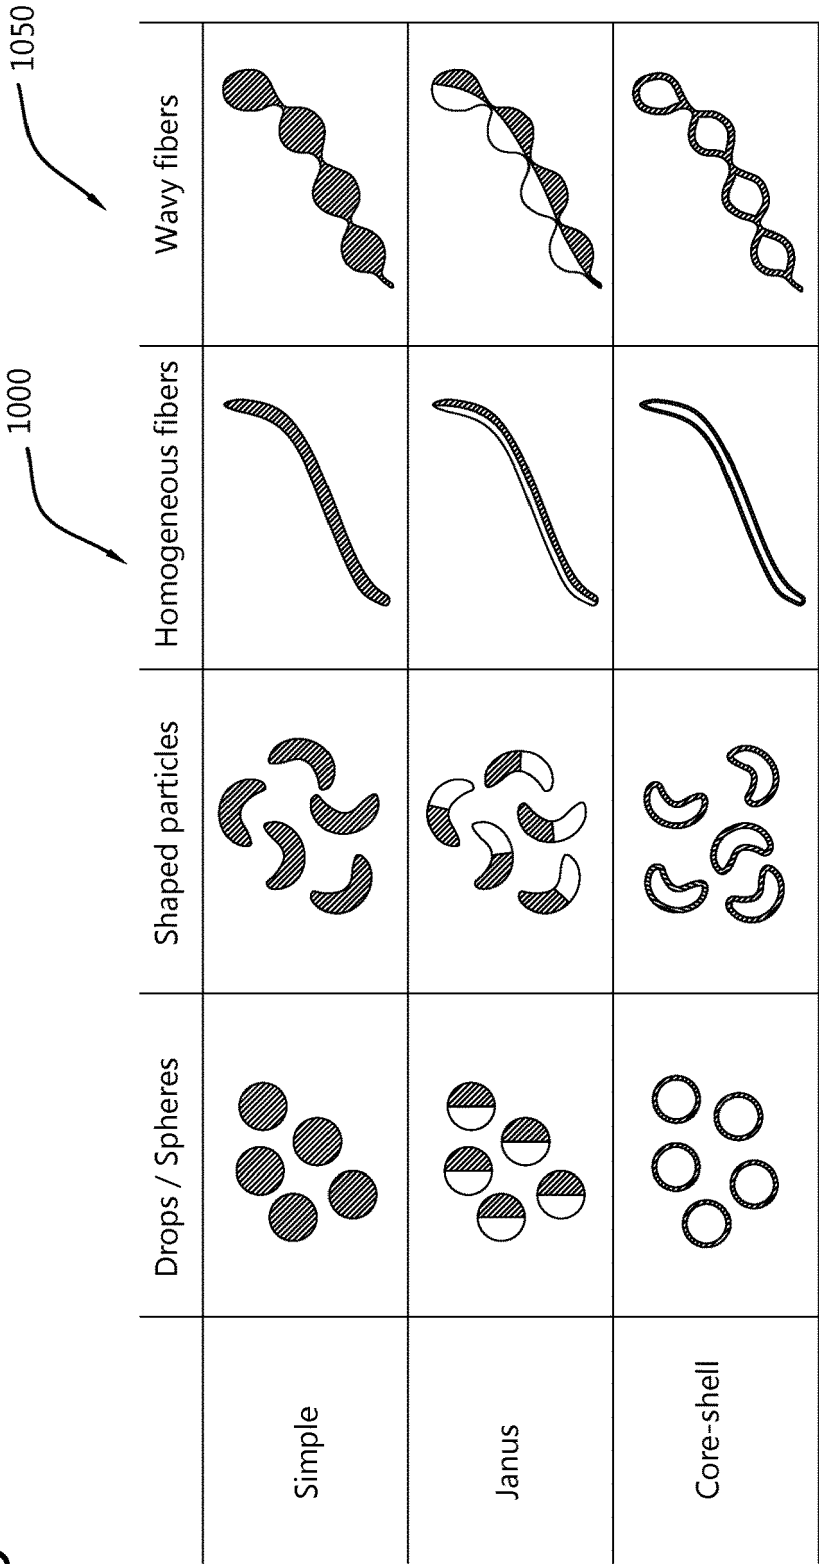 1000
1050
Drops / Spheres
Shaped particles
Homogeneous fibers
Wavy fibers
Simple
Janus
Core-shell